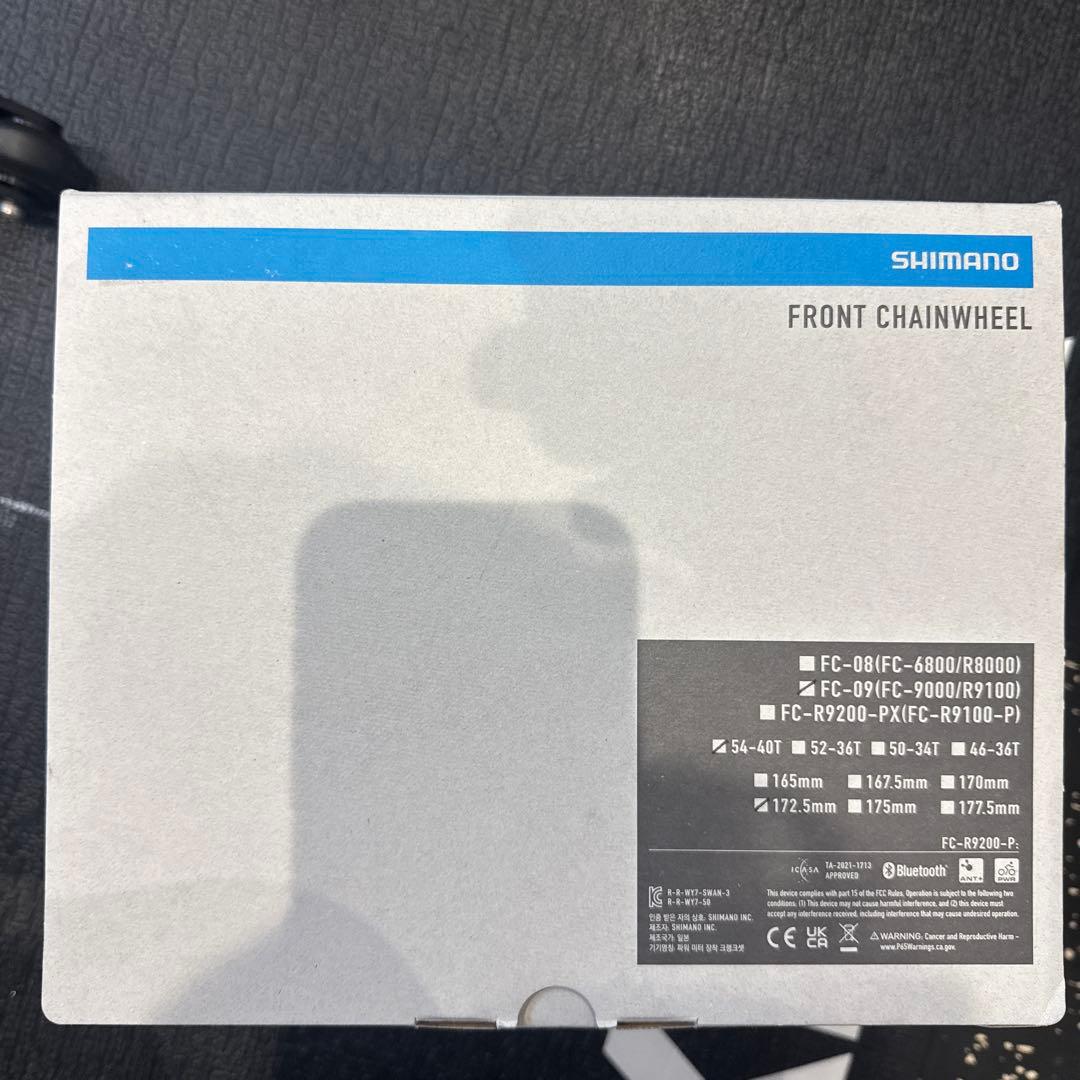 SHIMANO
FRONT CHAINWHEEL
FC-08(FC-6800/R8000)
FC-09(FC-9000/R9100)
FC-R9200-PX(FC-R9100-P)
54-40T 52-36T 50-34T 46-36T
165mm 167.5mm 170mm
172.5mm 175mm 177.5mm
FC-R9200-P:
ICASA TA-2021-1713 APPROVED Bluetooth ANT+ PWR
R-R-WY7-SWAN-3
R-R-WY7-S0
인증 받은 자의 상호: SHIMANO INC.
제조자: SHIMANO INC.
제조국가: 일본
기기명칭: 파워 미터 장착 크랭크셋
This device complies with part 15 of the FCC Rules. Operation is subject to the following two
conditions: (1) This device may not cause harmful interference, and (2) this device must
accept any interference received, including interference that may cause undesired operation.
CE UK CA WARNING: Cancer and Reproductive Harm -
www.P65Warnings.ca.gov.